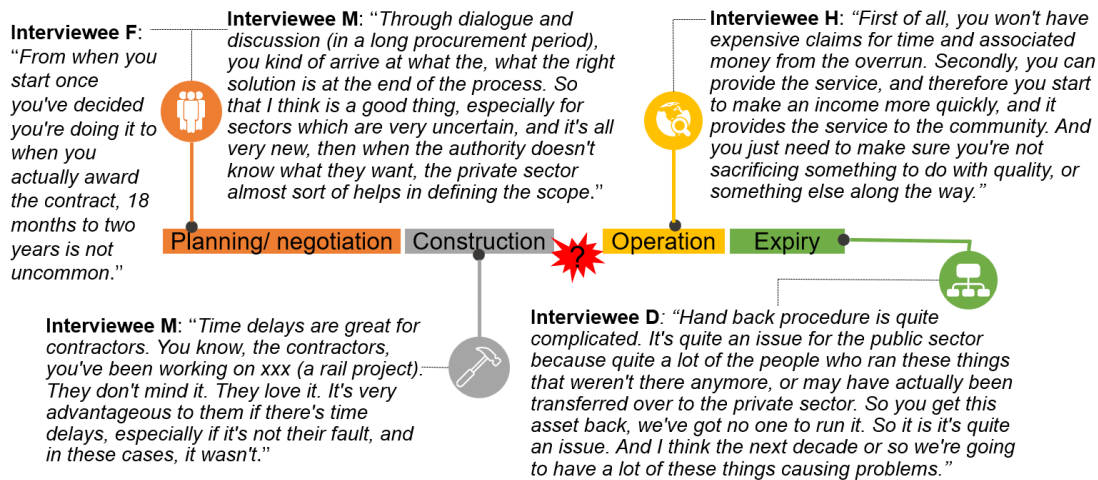 Interviewee F:
“From when you
start once
you've decided
you're doing it to
when you
actually award
the contract, 18
months to two
years is not
uncommon.”
Interviewee M: “Through dialogue and
discussion (in a long procurement period),
you kind of arrive at what the, what the right
solution is at the end of the process. So
that I think is a good thing, especially for
sectors which are very uncertain, and it's all
very new, then when the authority doesn't
know what they want, the private sector
almost sort of helps in defining the scope.”
Interviewee H: “First of all, you won't have
expensive claims for time and associated
money from the overrun. Secondly, you can
provide the service, and therefore you start
to make an income more quickly, and it
provides the service to the community. And
you just need to make sure you're not
sacrificing something to do with quality, or
something else along the way.”
Planning/ negotiation
Construction
?
Operation
Expiry
Interviewee M: “Time delays are great for
contractors. You know, the contractors,
you've been working on xxx (a rail project).
They don't mind it. They love it. It's very
advantageous to them if there's time
delays, especially if it's not their fault, and
in these cases, it wasn't.”
Interviewee D: “Hand back procedure is quite
complicated. It's quite an issue for the public sector
because quite a lot of the people who ran these things
that weren't there anymore, or may have actually been
transferred over to the private sector. So you get this
asset back, we've got no one to run it. So it is it's quite
an issue. And I think the next decade or so we're going
to have a lot of these things causing problems.”